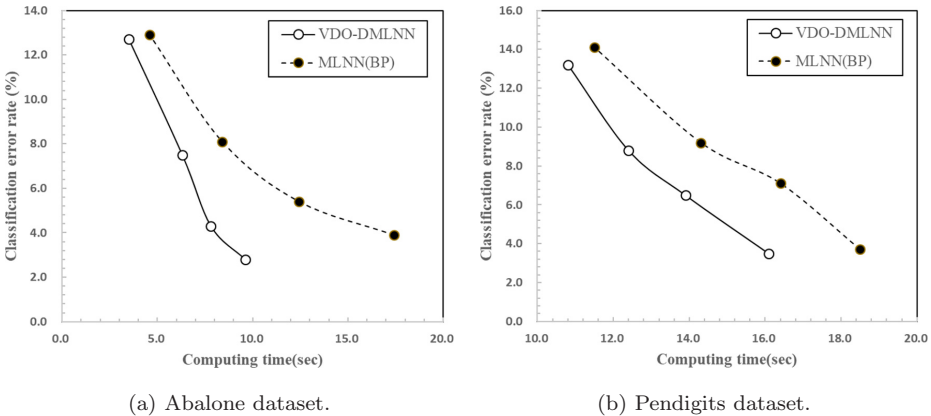 14.0
12.0
10.0
8.0
6.0
4.0
2.0
0.0
Classification error rate (%)
VDO-DMLNN
MLNN(BP)
0.0 5.0 10.0 15.0 20.0
Computing time(sec)
(a) Abalone dataset.
16.0
14.0
12.0
10.0
8.0
6.0
4.0
2.0
0.0
Classification error rate (%)
VDO-DMLNN
MLNN(BP)
10.0 12.0 14.0 16.0 18.0 20.0
Computing time(sec)
(b) Pendigits dataset.